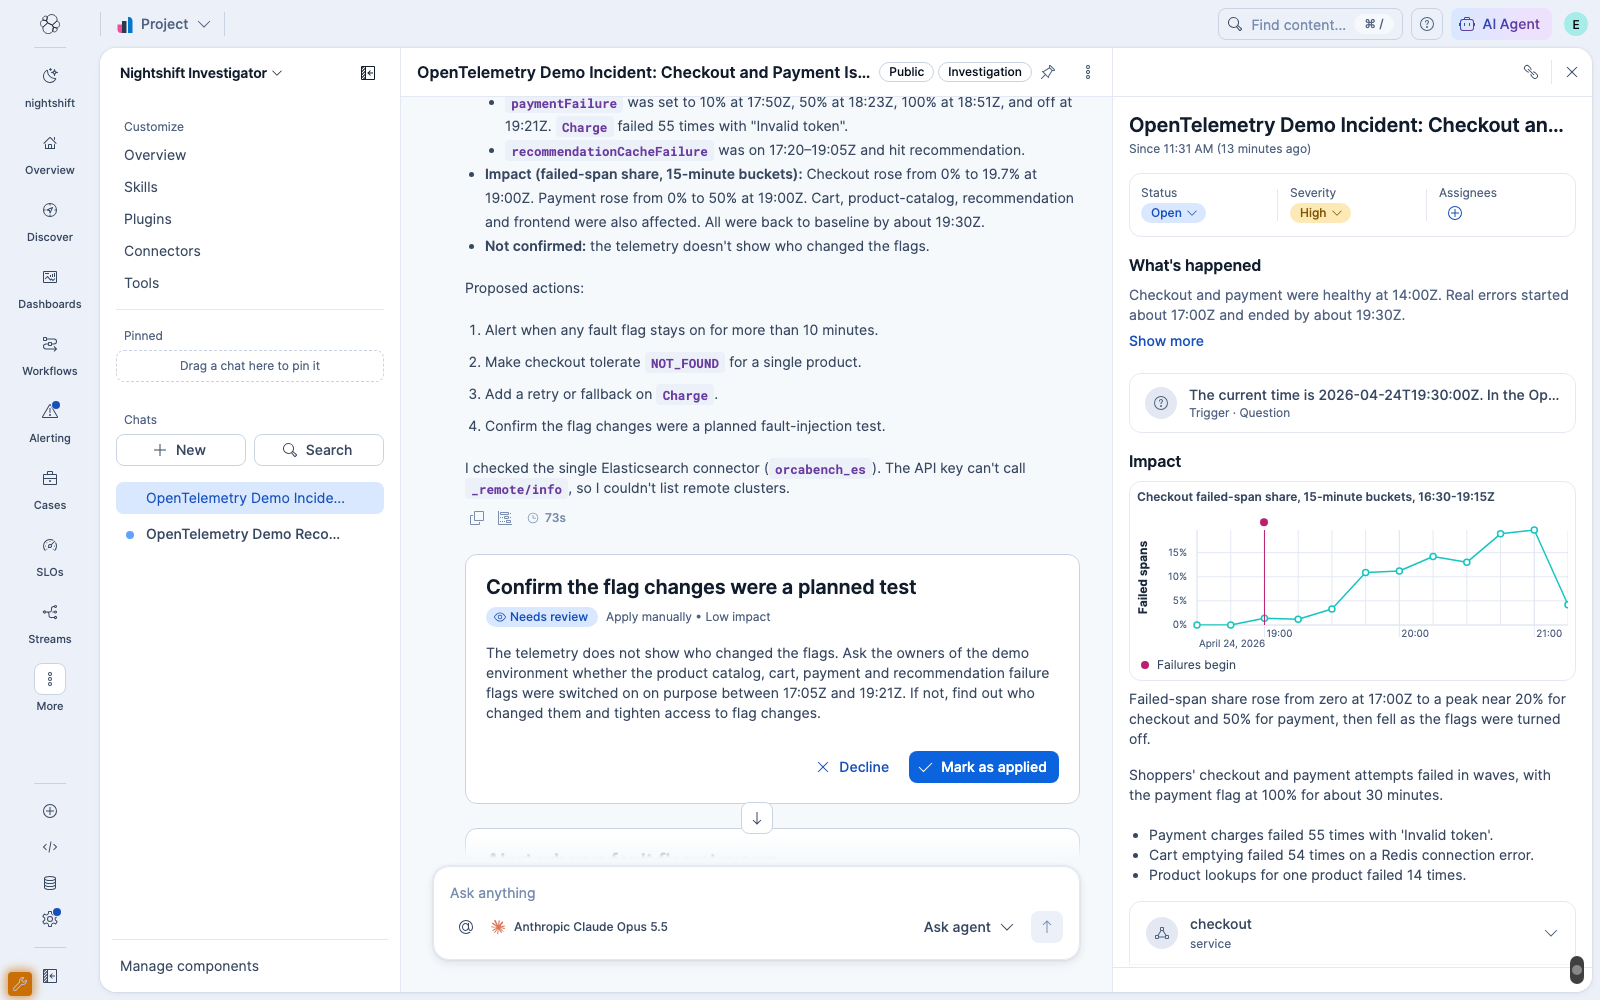 Project
Find content...
⌘ /
AI Agent
E
nightshift
Overview
Discover
Dashboards
Workflows
Alerting
Cases
SLOs
Streams
More
Nightshift Investigator
Customize
Overview
Skills
Plugins
Connectors
Tools
Pinned
Drag a chat here to pin it
Chats
New
Search
OpenTelemetry Demo Incide...
OpenTelemetry Demo Reco...
Manage components
OpenTelemetry Demo Incident: Checkout and Payment Is...
Public
Investigation
paymentFailure was set to 10% at 17:50Z, 50% at 18:23Z, 100% at 18:51Z, and off at
19:21Z. Charge failed 55 times with "Invalid token".
recommendationCacheFailure was on 17:20–19:05Z and hit recommendation.
Impact (failed-span share, 15-minute buckets): Checkout rose from 0% to 19.7% at
19:00Z. Payment rose from 0% to 50% at 19:00Z. Cart, product-catalog, recommendation
and frontend were also affected. All were back to baseline by about 19:30Z.
Not confirmed: the telemetry doesn't show who changed the flags.
Proposed actions:
1. Alert when any fault flag stays on for more than 10 minutes.
2. Make checkout tolerate NOT_FOUND for a single product.
3. Add a retry or fallback on Charge .
4. Confirm the flag changes were a planned fault-injection test.
I checked the single Elasticsearch connector ( orcabench_es ). The API key can't call
_remote/info , so I couldn't list remote clusters.
73s
Confirm the flag changes were a planned test
Needs review
Apply manually • Low impact
The telemetry does not show who changed the flags. Ask the owners of the demo
environment whether the product catalog, cart, payment and recommendation failure
flags were switched on on purpose between 17:05Z and 19:21Z. If not, find out who
changed them and tighten access to flag changes.
Decline
Mark as applied
Ask anything
@
Anthropic Claude Opus 5.5
Ask agent
OpenTelemetry Demo Incident: Checkout an...
Since 11:31 AM (13 minutes ago)
Status
Severity
Assignees
Open
High
What's happened
Checkout and payment were healthy at 14:00Z. Real errors started
about 17:00Z and ended by about 19:30Z.
Show more
The current time is 2026-04-24T19:30:00Z. In the Op...
Trigger · Question
Impact
Checkout failed-span share, 15-minute buckets, 16:30-19:15Z
Failed spans
15%
10%
5%
0%
19:00
20:00
21:00
April 24, 2026
Failures begin
Failed-span share rose from zero at 17:00Z to a peak near 20% for
checkout and 50% for payment, then fell as the flags were turned
off.
Shoppers' checkout and payment attempts failed in waves, with
the payment flag at 100% for about 30 minutes.
Payment charges failed 55 times with 'Invalid token'.
Cart emptying failed 54 times on a Redis connection error.
Product lookups for one product failed 14 times.
checkout
service